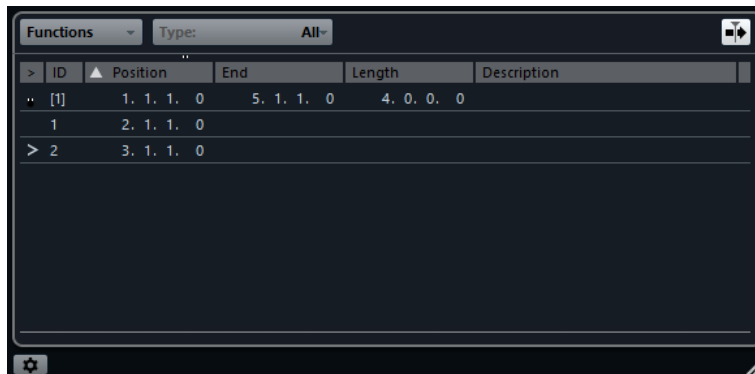 Functions Type: All
> ID Position End Length Description
[1] 1. 1. 1. 0 5. 1. 1. 0 4. 0. 0. 0
1 2. 1. 1. 0
> 2 3. 1. 1. 0